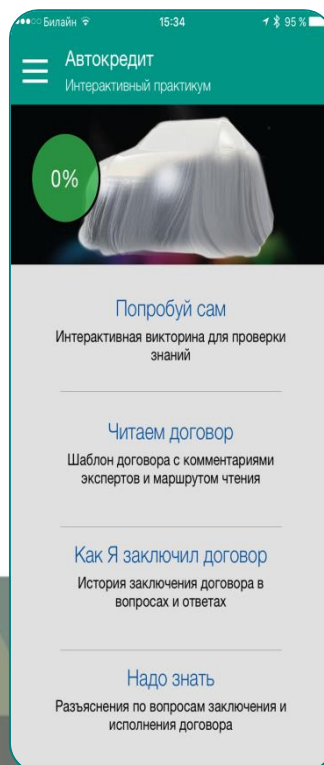 Билайн 15:34 95 %
Автокредит
Интерактивный практикум
0%
Попробуй сам
Интерактивная викторина для проверки
знаний
Читаем договор
Шаблон договора с комментариями
экспертов и маршрутом чтения
Как Я заключил договор
История заключения договора в
вопросах и ответах
Надо знать
Разъяснения по вопросам заключения и
исполнения договора